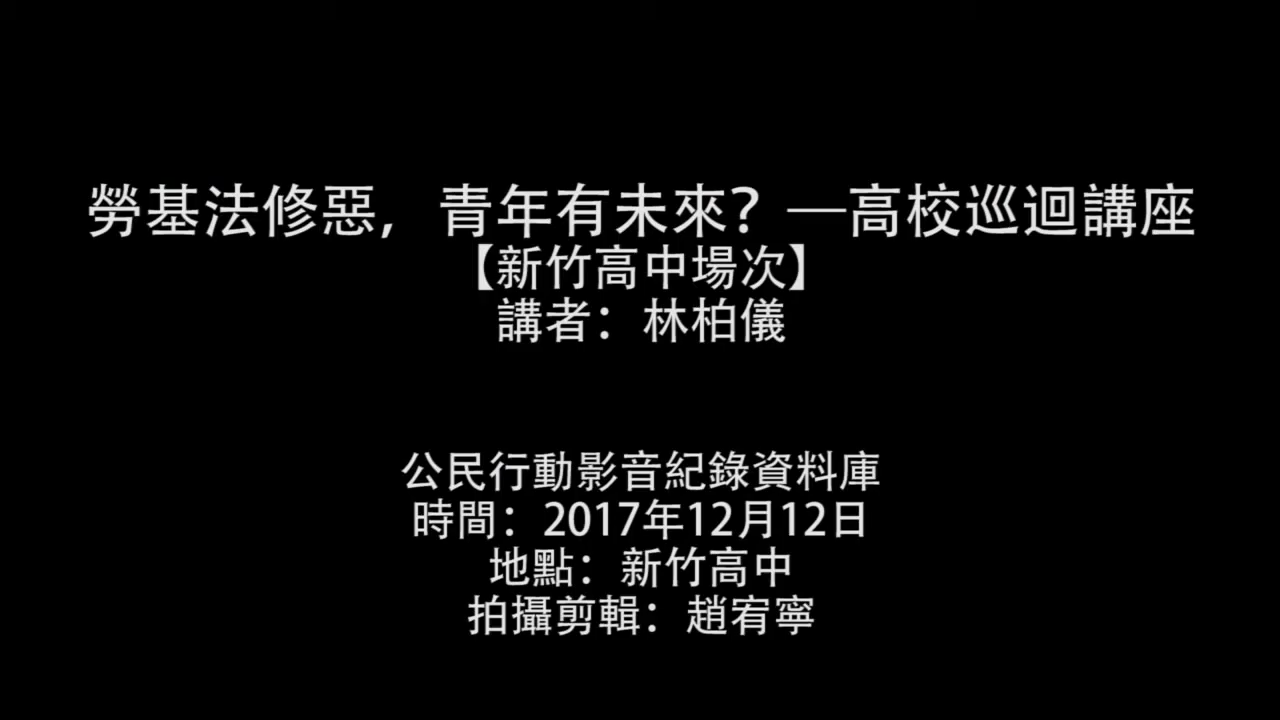 勞基法修惡，青年有未來？—高校巡迴講座
【新竹高中場次】
講者：林柏儀
公民行動影音紀錄資料庫
時間：2017年12月12日
地點：新竹高中
拍攝剪輯：趙宥寧